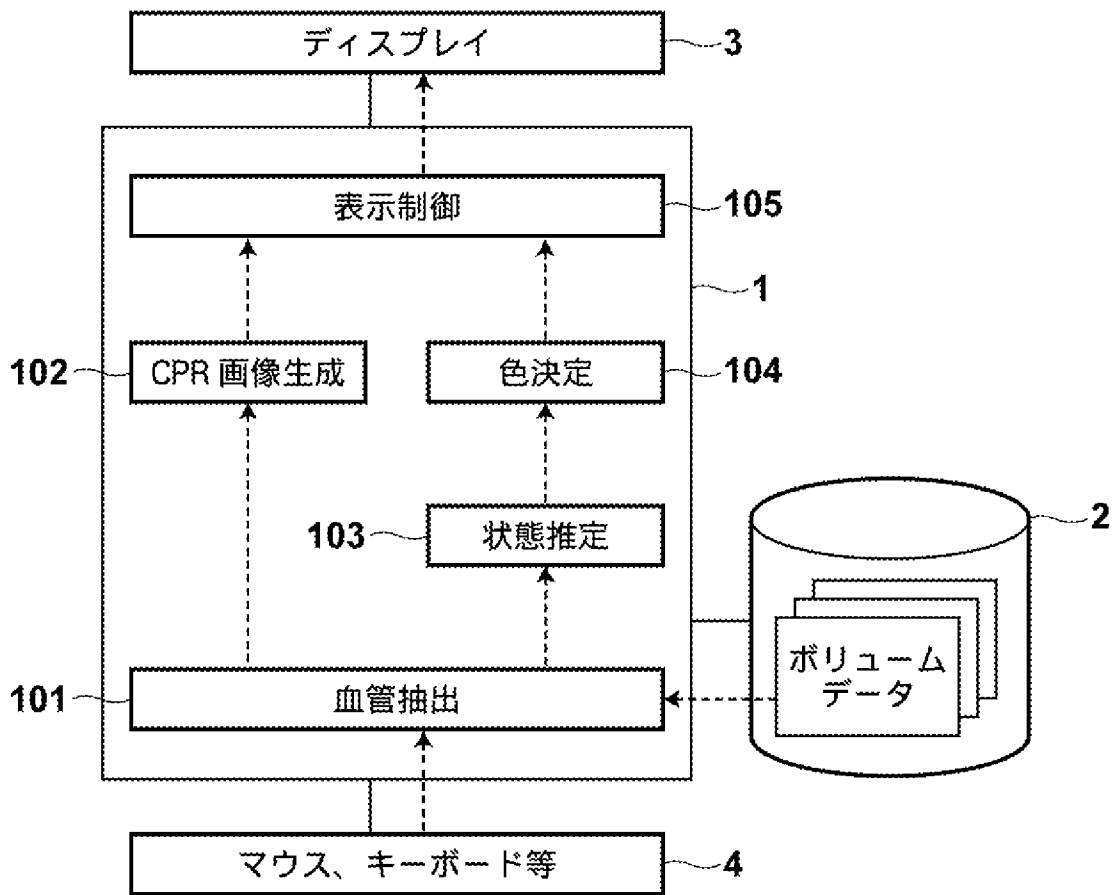 ディスプレイ
3
表示制御
105
1
102
CPR 画像生成
色決定
104
103
状態推定
2
ボリューム
データ
101
血管抽出
マウス、キーボード等
4